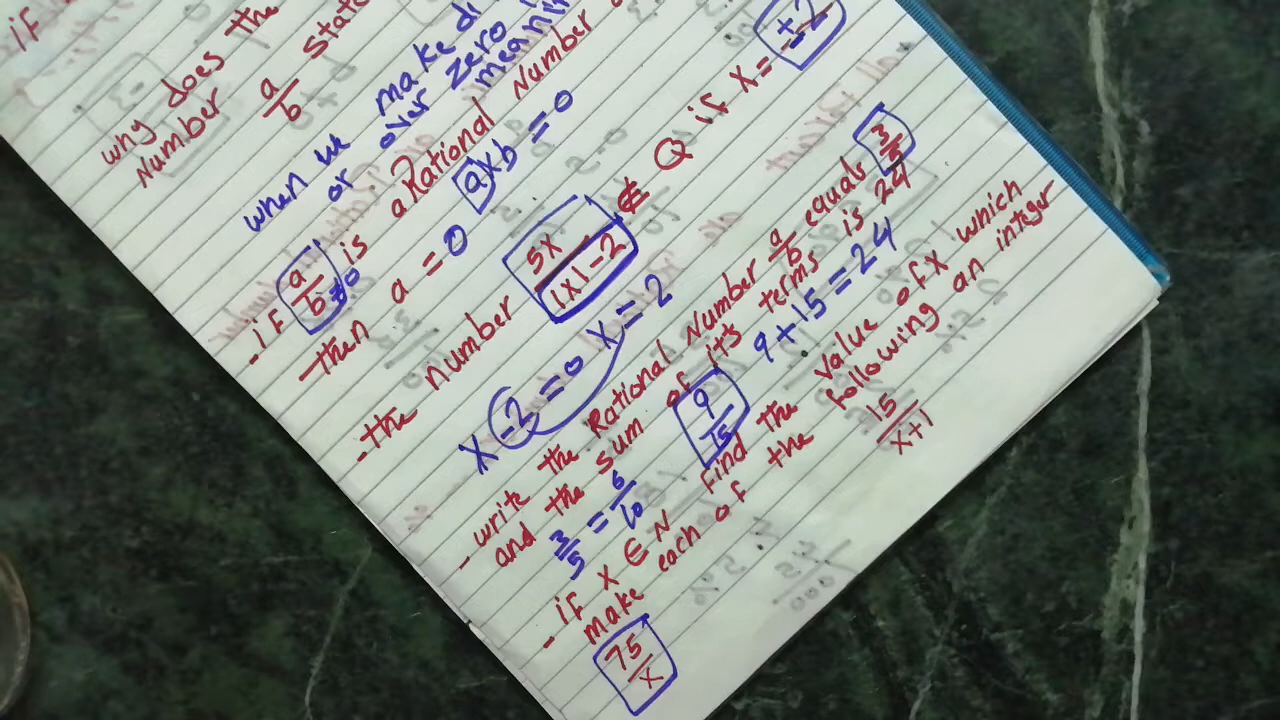 if
why does the
Number a/b state
when we make di
or over zero
meanin
- if a/b≠0 is a Rational Number
then a = 0 a×b = 0
- the number 5x/|x|-2 ∉ Q if x = ±2
x-2=0 x=2
- write the Rational Number a/b equals 3/5
and the sum of its terms is 24
3/5 = 6/10 9/15 9+15=24
- if x ∈ N find the value of x which
make each of the following an integer
75/x 15/x+1